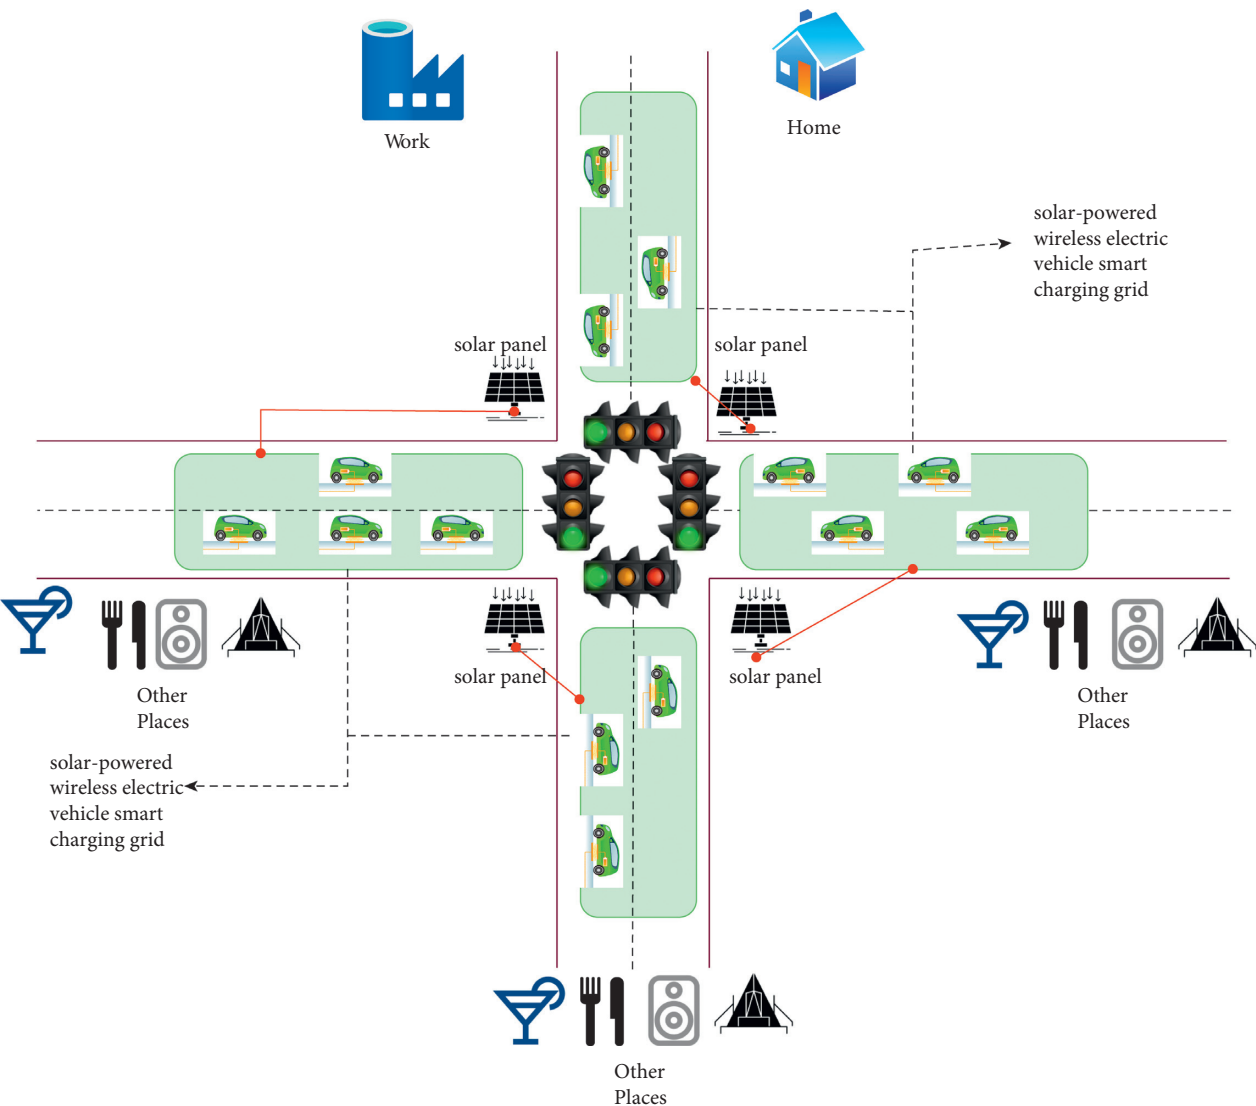 Work
Home
solar-powered
wireless electric
vehicle smart
charging grid
solar panel
solar panel
solar panel
solar panel
Other
Places
Other
Places
solar-powered
wireless electric
vehicle smart
charging grid
Other
Places